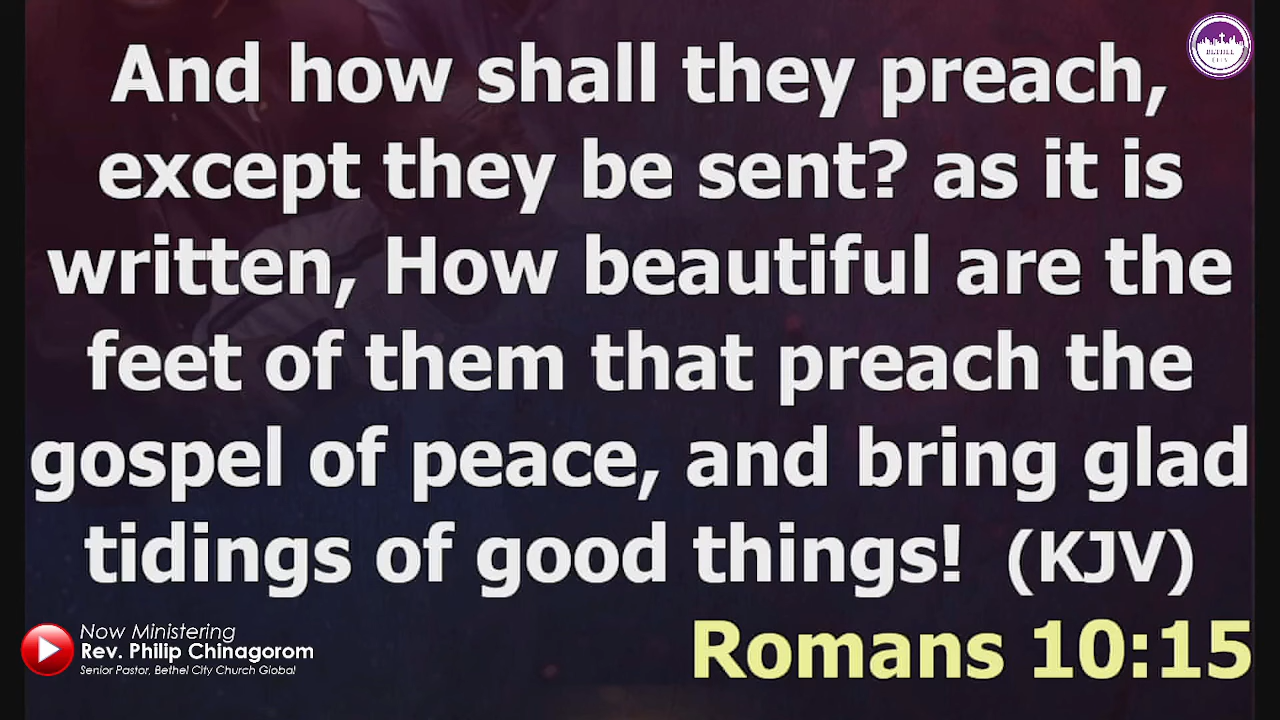 BETHEL
CITY
And how shall they preach,
except they be sent? as it is
written, How beautiful are the
feet of them that preach the
gospel of peace, and bring glad
tidings of good things! (KJV)
Romans 10:15
Now Ministering
Rev. Philip Chinagorom
Senior Pastor, Bethel City Church Global